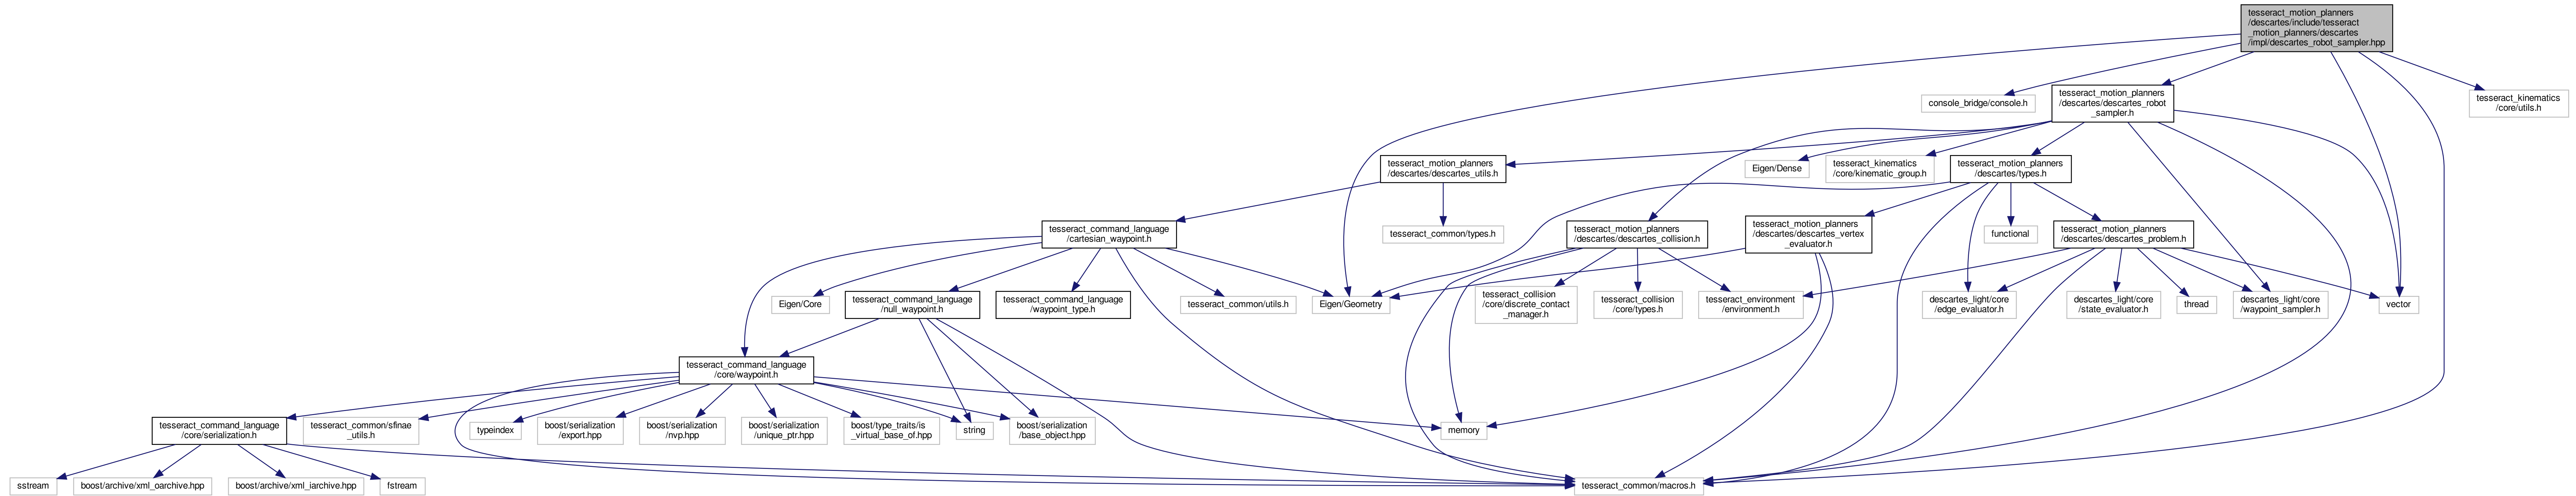 tesseract_motion_planners
/descartes/include/tesseract
_motion_planners/descartes
/impl/descartes_robot_sampler.hpp
console_bridge/console.h
tesseract_motion_planners
/descartes/descartes_robot
_sampler.h
tesseract_kinematics
/core/utils.h
tesseract_motion_planners
/descartes/descartes_utils.h
Eigen/Dense
tesseract_kinematics
/core/kinematic_group.h
tesseract_motion_planners
/descartes/types.h
tesseract_command_language
/cartesian_waypoint.h
tesseract_common/types.h
tesseract_motion_planners
/descartes/descartes_collision.h
tesseract_motion_planners
/descartes/descartes_vertex
_evaluator.h
functional
tesseract_motion_planners
/descartes/descartes_problem.h
Eigen/Core
tesseract_command_language
/null_waypoint.h
tesseract_command_language
/waypoint_type.h
tesseract_common/utils.h
Eigen/Geometry
tesseract_collision
/core/discrete_contact
_manager.h
tesseract_collision
/core/types.h
tesseract_environment
/environment.h
descartes_light/core
/edge_evaluator.h
descartes_light/core
/state_evaluator.h
thread
descartes_light/core
/waypoint_sampler.h
vector
tesseract_command_language
/core/waypoint.h
tesseract_command_language
/core/serialization.h
tesseract_common/sfinae
_utils.h
typeindex
boost/serialization
/export.hpp
boost/serialization
/nvp.hpp
boost/serialization
/unique_ptr.hpp
boost/type_traits/is
_virtual_base_of.hpp
string
boost/serialization
/base_object.hpp
memory
sstream
boost/archive/xml_oarchive.hpp
boost/archive/xml_iarchive.hpp
fstream
tesseract_common/macros.h